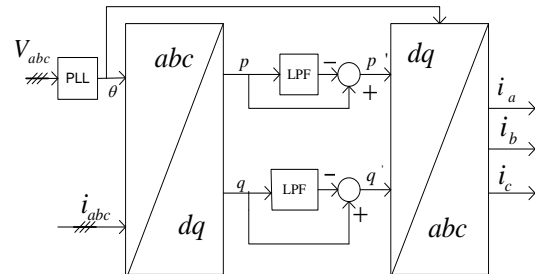 V_abc
PLL
θ
i_abc
abc
dq
p
LPF
−
+
p'
q
LPF
−
+
q'
dq
abc
i_a
i_b
i_c